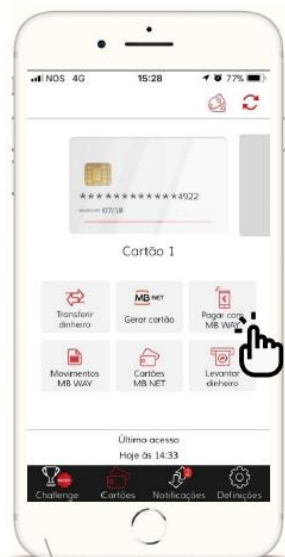 NOS 4G 15:28 77%
************4922
07/18
Cartão 1
Transferir
dinheiro
MB NET
Gerar cartão
Pagar com
MB WAY
Movimentos
MB WAY
Cartões
MB NET
Levantar
dinheiro
Último acesso
Hoje às 14:33
Challenge Cartões Notificações Definições